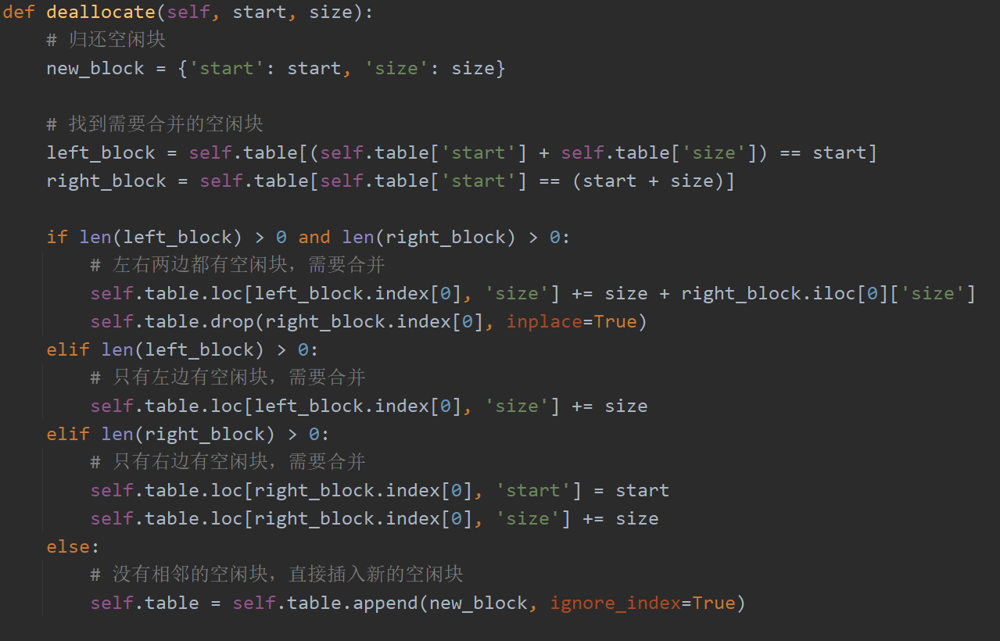 def deallocate(self, start, size):
    # 归还空闲块
    new_block = {'start': start, 'size': size}

    # 找到需要合并的空闲块
    left_block = self.table[(self.table['start'] + self.table['size']) == start]
    right_block = self.table[self.table['start'] == (start + size)]

    if len(left_block) > 0 and len(right_block) > 0:
        # 左右两边都有空闲块，需要合并
        self.table.loc[left_block.index[0], 'size'] += size + right_block.iloc[0]['size']
        self.table.drop(right_block.index[0], inplace=True)
    elif len(left_block) > 0:
        # 只有左边有空闲块，需要合并
        self.table.loc[left_block.index[0], 'size'] += size
    elif len(right_block) > 0:
        # 只有右边有空闲块，需要合并
        self.table.loc[right_block.index[0], 'start'] = start
        self.table.loc[right_block.index[0], 'size'] += size
    else:
        # 没有相邻的空闲块，直接插入新的空闲块
        self.table = self.table.append(new_block, ignore_index=True)